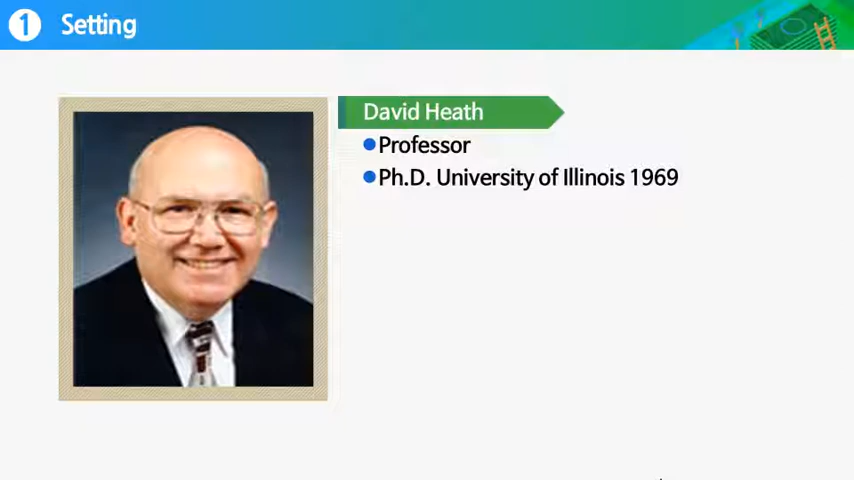 1 Setting
David Heath
●Professor
●Ph.D. University of Illinois 1969